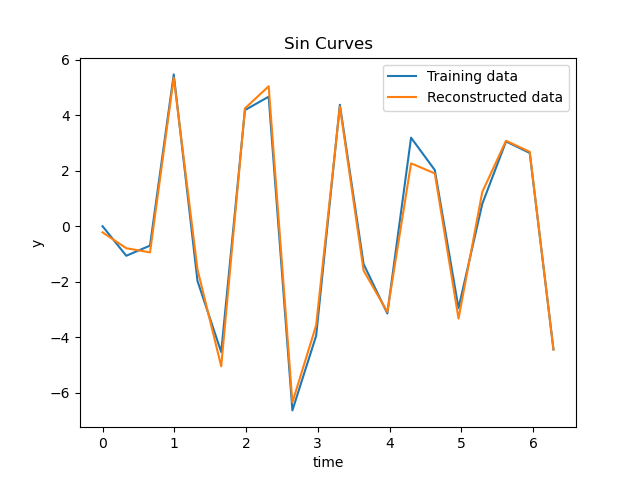 Sin Curves
Training data
Reconstructed data
6
4
2
0
−2
−4
−6
y
0 1 2 3 4 5 6
time